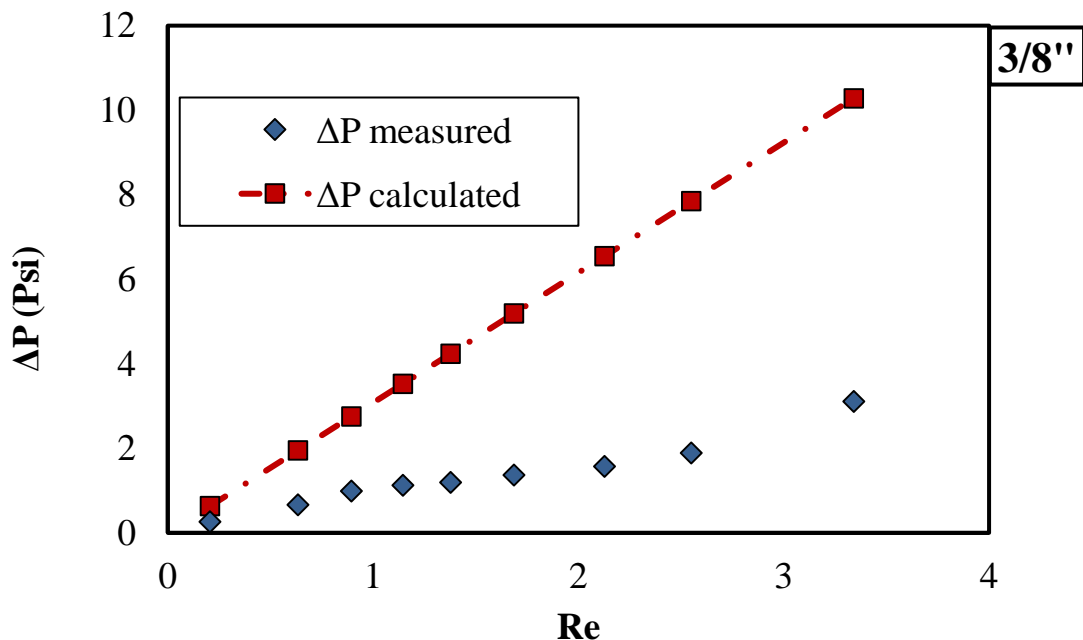 12
3/8"
10
ΔP measured
8
ΔP calculated
6
ΔP (Psi)
4
2
0
0 1 2 3 4
Re